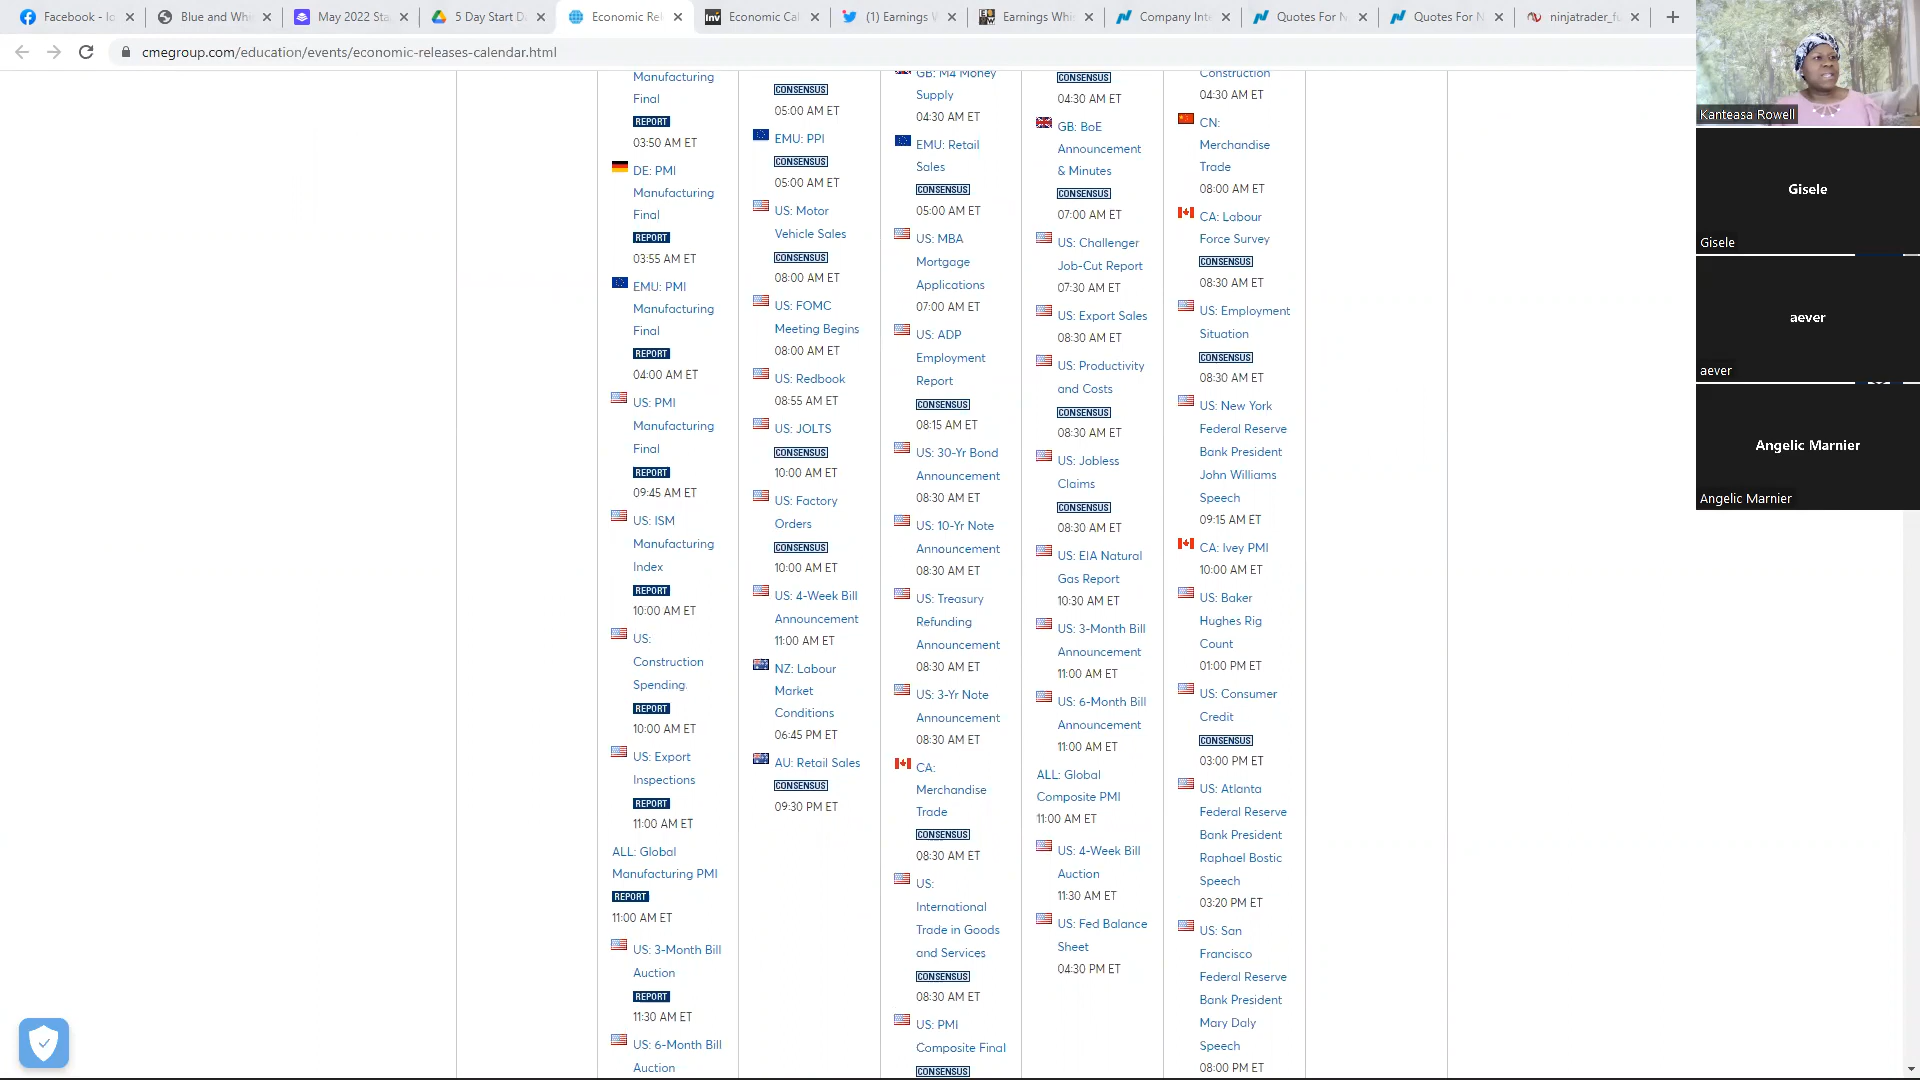 Facebook - lo
Blue and Whi
May 2022 Sta
5 Day Start D
Economic Rel
Economic Cal
(1) Earnings W
Earnings Whis
Company Inte
Quotes For N
Quotes For N
ninjatrader_fu
cmegroup.com/education/events/economic-releases-calendar.html
Manufacturing
Final
REPORT
03:50 AM ET
DE: PMI
Manufacturing
Final
REPORT
03:55 AM ET
EMU: PMI
Manufacturing
Final
REPORT
04:00 AM ET
US: PMI
Manufacturing
Final
REPORT
09:45 AM ET
US: ISM
Manufacturing
Index
REPORT
10:00 AM ET
US:
Construction
Spending
REPORT
10:00 AM ET
US: Export
Inspections
REPORT
11:00 AM ET
ALL: Global
Manufacturing PMI
REPORT
11:00 AM ET
US: 3-Month Bill
Auction
REPORT
11:30 AM ET
US: 6-Month Bill
Auction
CONSENSUS
05:00 AM ET
EMU: PPI
CONSENSUS
05:00 AM ET
US: Motor
Vehicle Sales
CONSENSUS
08:00 AM ET
US: FOMC
Meeting Begins
08:00 AM ET
US: Redbook
08:55 AM ET
US: JOLTS
CONSENSUS
10:00 AM ET
US: Factory
Orders
CONSENSUS
10:00 AM ET
US: 4-Week Bill
Announcement
11:00 AM ET
NZ: Labour
Market
Conditions
06:45 PM ET
AU: Retail Sales
CONSENSUS
09:30 PM ET
GB: M4 Money
Supply
04:30 AM ET
EMU: Retail
Sales
CONSENSUS
05:00 AM ET
US: MBA
Mortgage
Applications
07:00 AM ET
US: ADP
Employment
Report
CONSENSUS
08:15 AM ET
US: 30-Yr Bond
Announcement
08:30 AM ET
US: 10-Yr Note
Announcement
08:30 AM ET
US: Treasury
Refunding
Announcement
08:30 AM ET
US: 3-Yr Note
Announcement
08:30 AM ET
CA:
Merchandise
Trade
CONSENSUS
08:30 AM ET
US:
International
Trade in Goods
and Services
CONSENSUS
08:30 AM ET
US: PMI
Composite Final
CONSENSUS
CONSENSUS
04:30 AM ET
GB: BoE
Announcement
& Minutes
CONSENSUS
07:00 AM ET
US: Challenger
Job-Cut Report
07:30 AM ET
US: Export Sales
08:30 AM ET
US: Productivity
and Costs
CONSENSUS
08:30 AM ET
US: Jobless
Claims
CONSENSUS
08:30 AM ET
US: EIA Natural
Gas Report
10:30 AM ET
US: 3-Month Bill
Announcement
11:00 AM ET
US: 6-Month Bill
Announcement
11:00 AM ET
ALL: Global
Composite PMI
11:00 AM ET
US: 4-Week Bill
Auction
11:30 AM ET
US: Fed Balance
Sheet
04:30 PM ET
Construction
04:30 AM ET
CN:
Merchandise
Trade
08:00 AM ET
CA: Labour
Force Survey
CONSENSUS
08:30 AM ET
US: Employment
Situation
CONSENSUS
08:30 AM ET
US: New York
Federal Reserve
Bank President
John Williams
Speech
09:15 AM ET
CA: Ivey PMI
10:00 AM ET
US: Baker
Hughes Rig
Count
01:00 PM ET
US: Consumer
Credit
CONSENSUS
03:00 PM ET
US: Atlanta
Federal Reserve
Bank President
Raphael Bostic
Speech
03:20 PM ET
US: San
Francisco
Federal Reserve
Bank President
Mary Daly
Speech
08:00 PM ET
Kanteasa Rowell
Gisele
Gisele
aever
aever
Angelic Marnier
Angelic Marnier